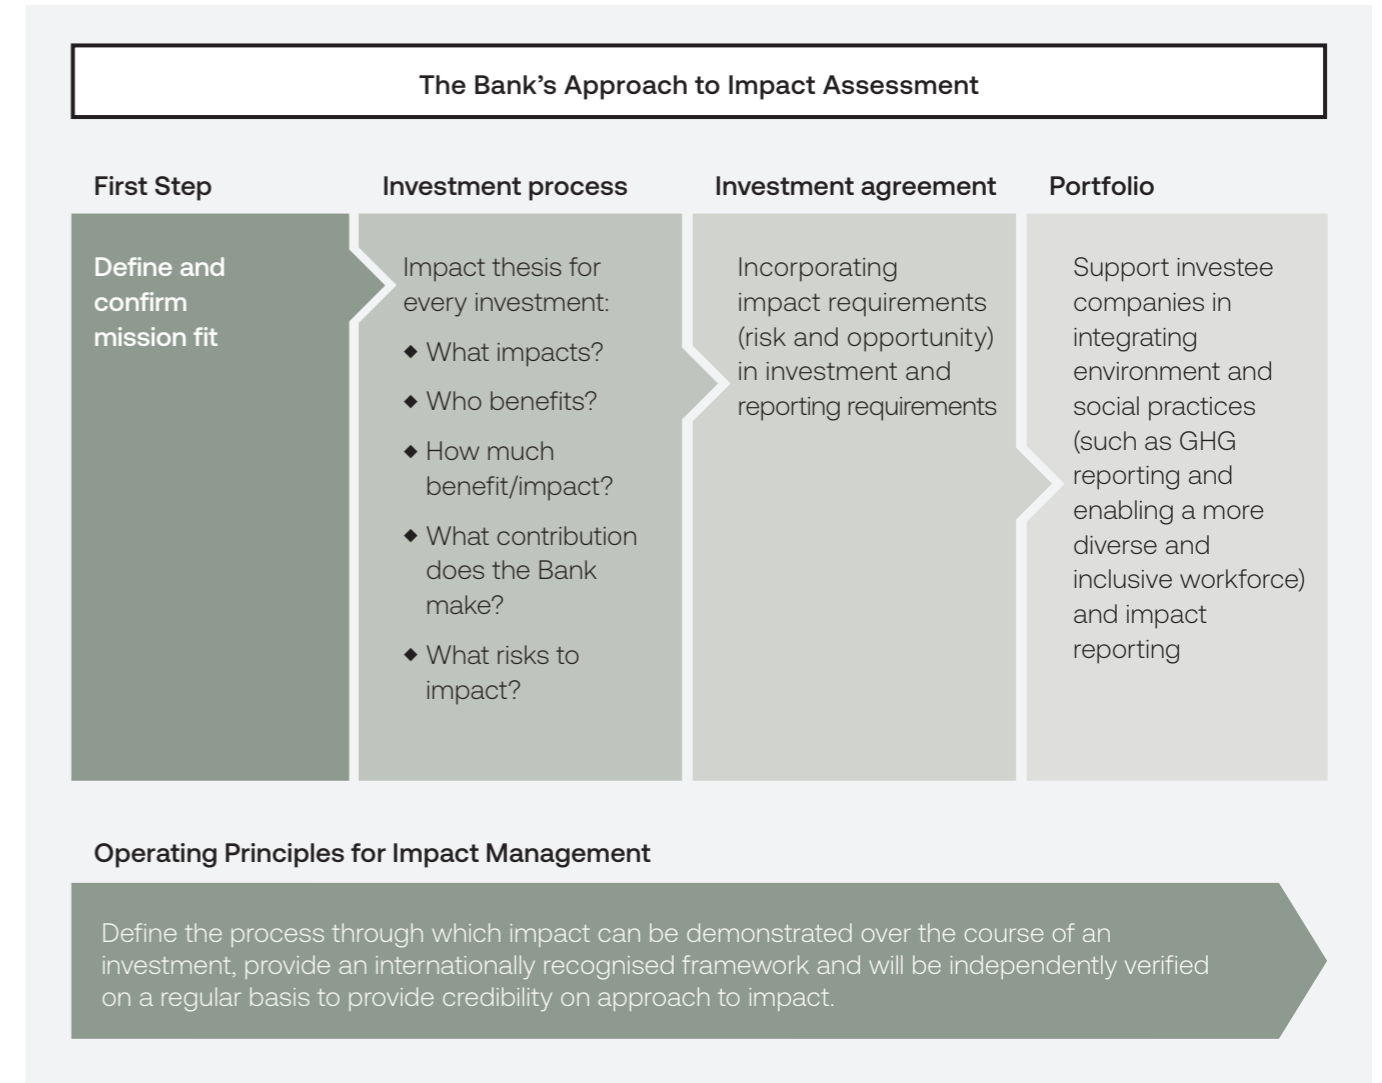 The Bank’s Approach to Impact Assessment
First Step
Define and
confirm
mission fit
Investment process
Impact thesis for
every investment:
◆ What impacts?
◆ Who benefits?
◆ How much
benefit/impact?
◆ What contribution
does the Bank
make?
◆ What risks to
impact?
Investment agreement
Incorporating
impact requirements
(risk and opportunity)
in investment and
reporting requirements
Portfolio
Support investee
companies in
integrating
environment and
social practices
(such as GHG
reporting and
enabling a more
diverse and
inclusive workforce)
and impact
reporting
Operating Principles for Impact Management
Define the process through which impact can be demonstrated over the course of an
investment, provide an internationally recognised framework and will be independently verified
on a regular basis to provide credibility on approach to impact.